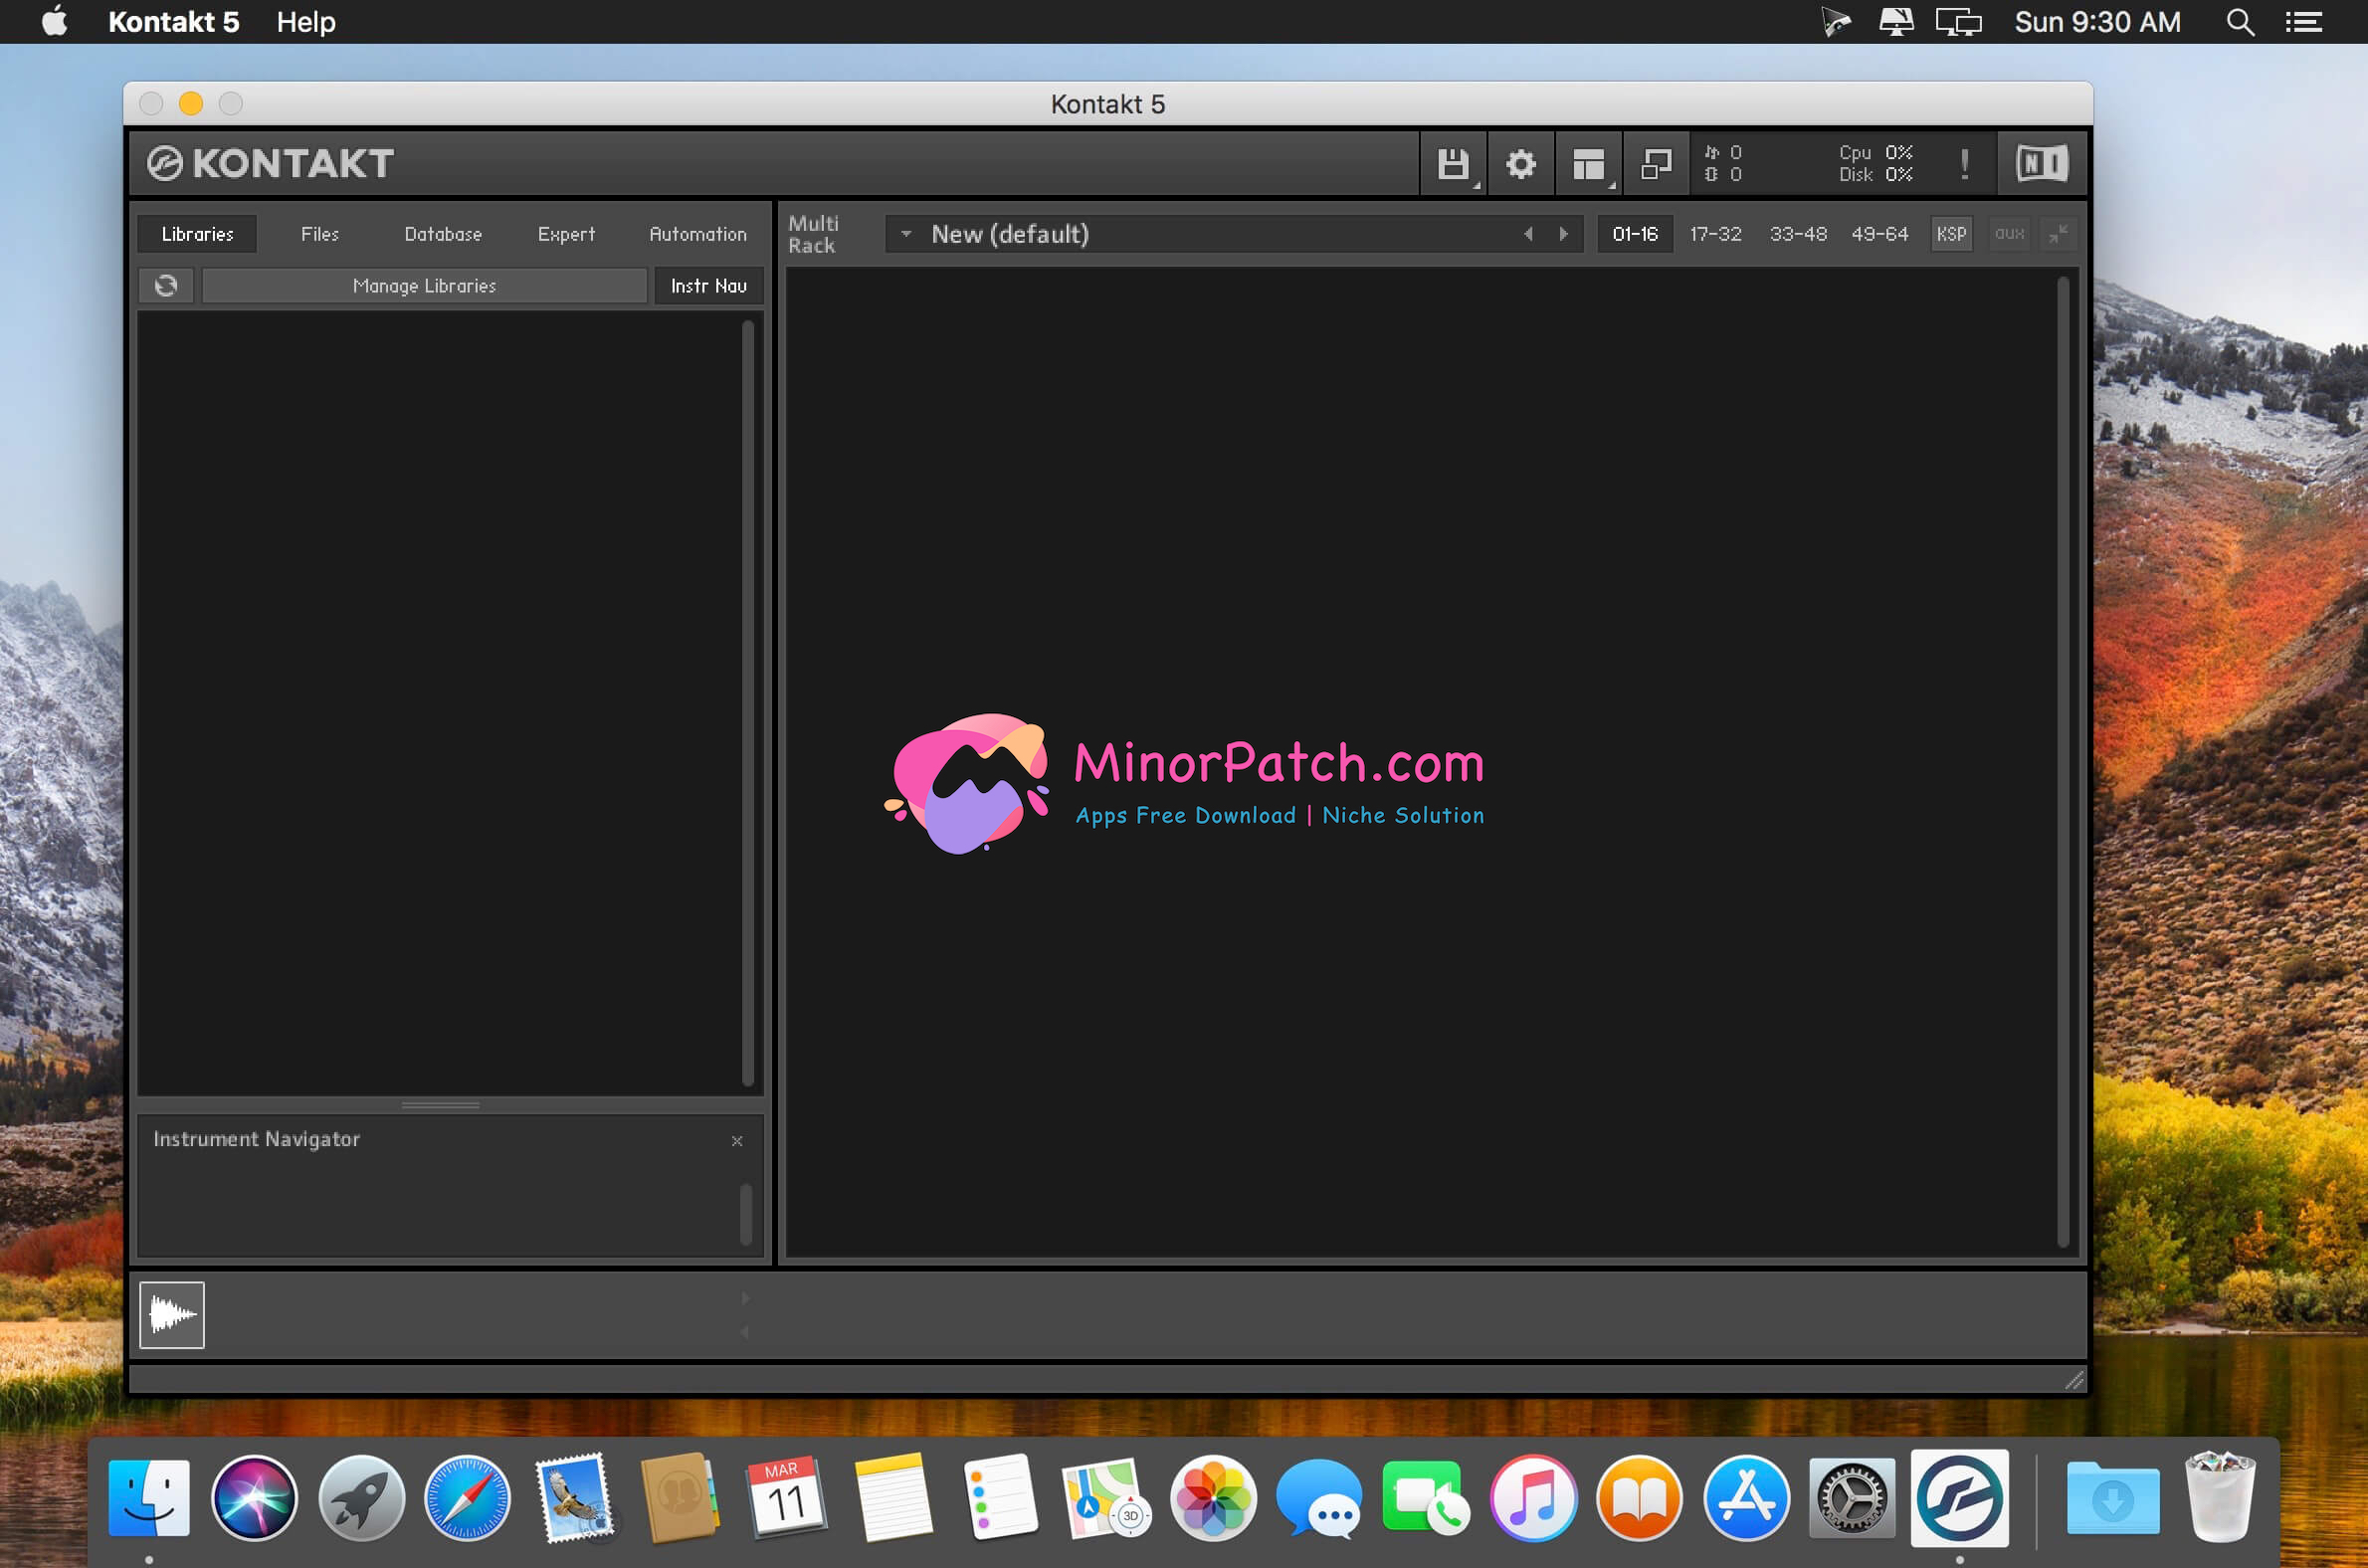 Kontakt 5 Help Sun 9:30 AM
Kontakt 5
KONTAKT
0
0
Cpu 0%
Disk 0%
!
NI
Libraries Files Database Expert Automation
Multi
Rack
New (default)
01-16 17-32 33-48 49-64 KSP aux
Manage Libraries Instr Nav
MinorPatch.com
Apps Free Download | Niche Solution
Instrument Navigator ×
MAR
11
3D